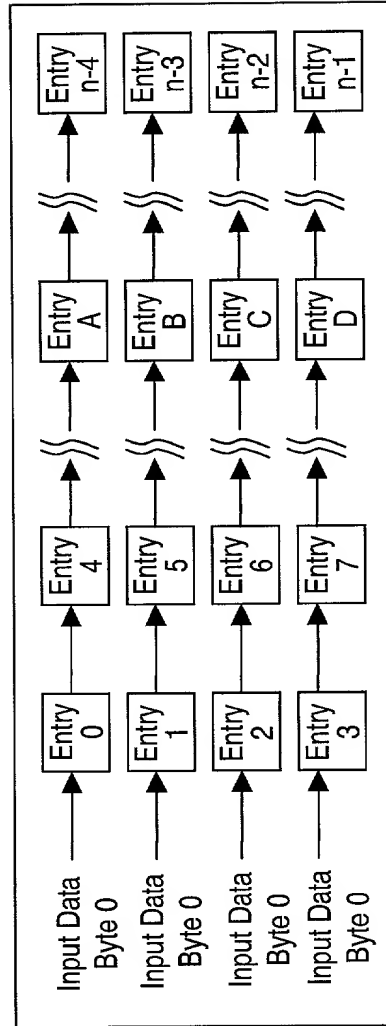 Input Data
Byte 0
Entry
0
Entry
4
Entry
A
Entry
n-4
Input Data
Byte 0
Entry
1
Entry
5
Entry
B
Entry
n-3
Input Data
Byte 0
Entry
2
Entry
6
Entry
C
Entry
n-2
Input Data
Byte 0
Entry
3
Entry
7
Entry
D
Entry
n-1